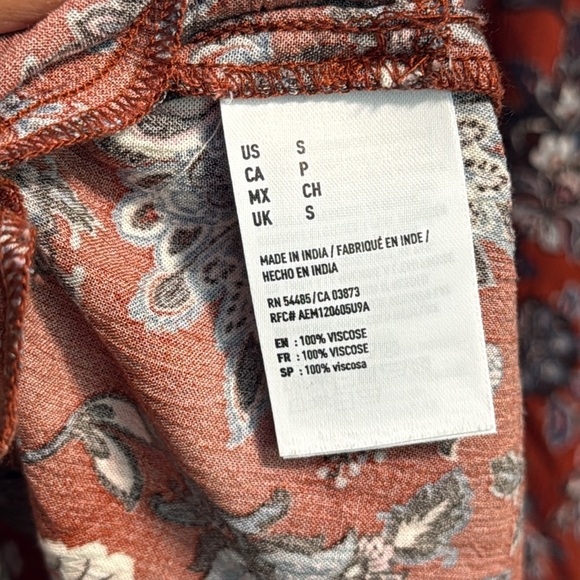 US S
CA P
MX CH
UK S
MADE IN INDIA / FABRIQUÉ EN INDE /
HECHO EN INDIA
RN 54485/CA 03873
RFC# AEM120605U9A
EN : 100% VISCOSE
FR : 100% VISCOSE
SP : 100% viscosa